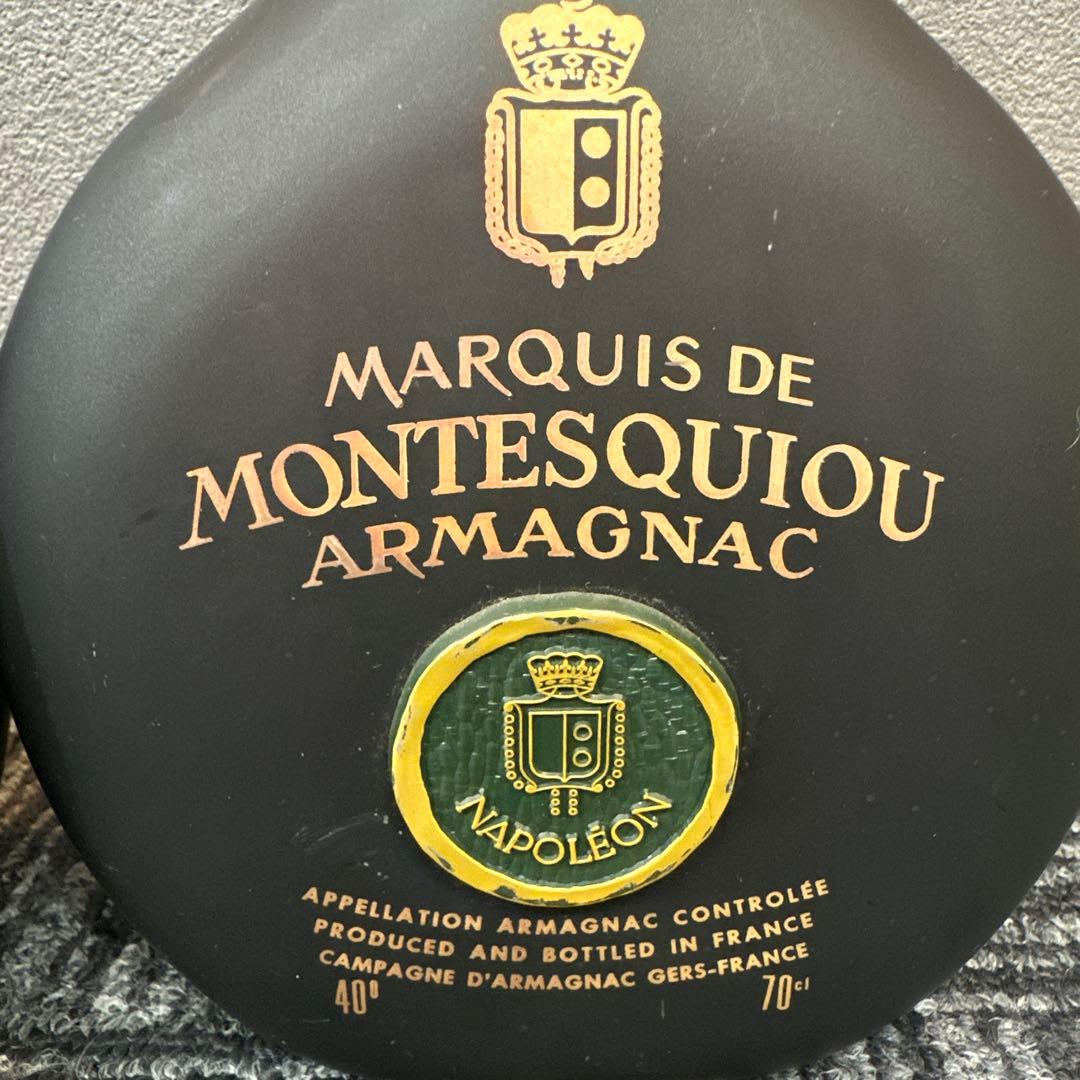 MARQUIS DE
MONTESQUIOU
ARMAGNAC
NAPOLÉON
APPELLATION ARMAGNAC CONTROLÉE
PRODUCED AND BOTTLED IN FRANCE
CAMPAGNE D'ARMAGNAC GERS-FRANCE
40° 70cl